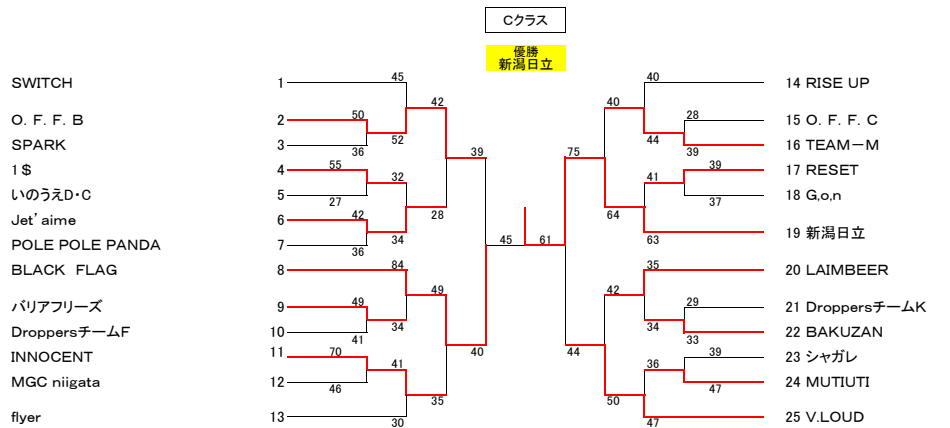 Cクラス
優勝
新潟日立
SWITCH 1
O. F. F. B 2
SPARK 3
1＄ 4
いのうえD・C 5
Jet'aime 6
POLE POLE PANDA 7
BLACK FLAG 8
バリアフリーズ 9
DroppersチームF 10
INNOCENT 11
MGC niigata 12
flyer 13
45
50
36
52
42
55
27
32
42
36
34
28
39
84
49
41
34
49
70
46
41
30
35
40
45
61
75
44
40
40
28
39
44
41
39
37
63
64
35
42
29
33
34
36
39
47
47
50
14 RISE UP
15 O. F. F. C
16 TEAM－M
17 RESET
18 G,o,n
19 新潟日立
20 LAIMBEER
21 DroppersチームK
22 BAKUZAN
23 シャガレ
24 MUTIUTI
25 V.LOUD